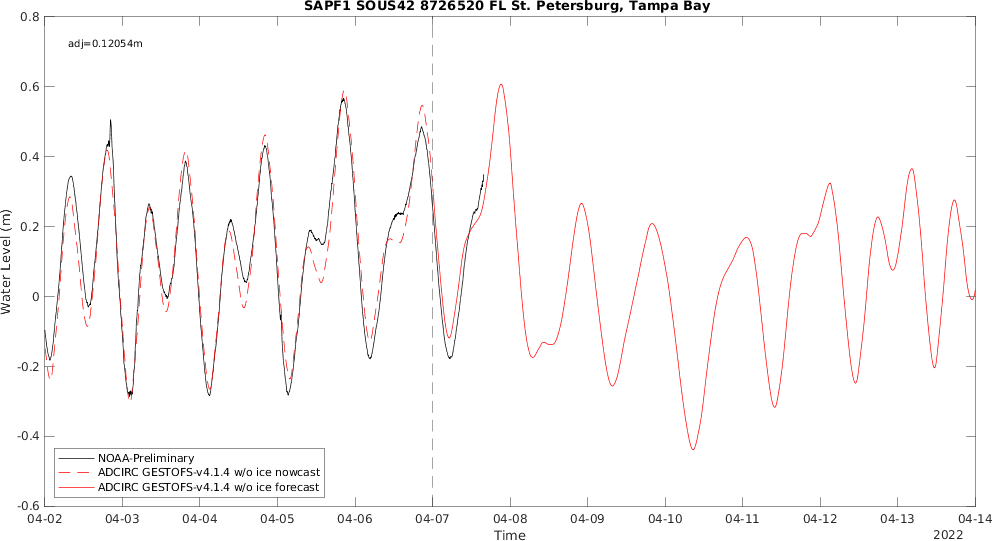 SAPF1 SOUS42 8726520 FL St. Petersburg, Tampa Bay
adj=0.12054m
0.8
0.6
0.4
0.2
0
-0.2
-0.4
-0.6
Water Level (m)
NOAA-Preliminary
ADCIRC GESTOFS-v4.1.4 w/o ice nowcast
ADCIRC GESTOFS-v4.1.4 w/o ice forecast
04-02 04-03 04-04 04-05 04-06 04-07 04-08 04-09 04-10 04-11 04-12 04-13 04-14
Time
2022